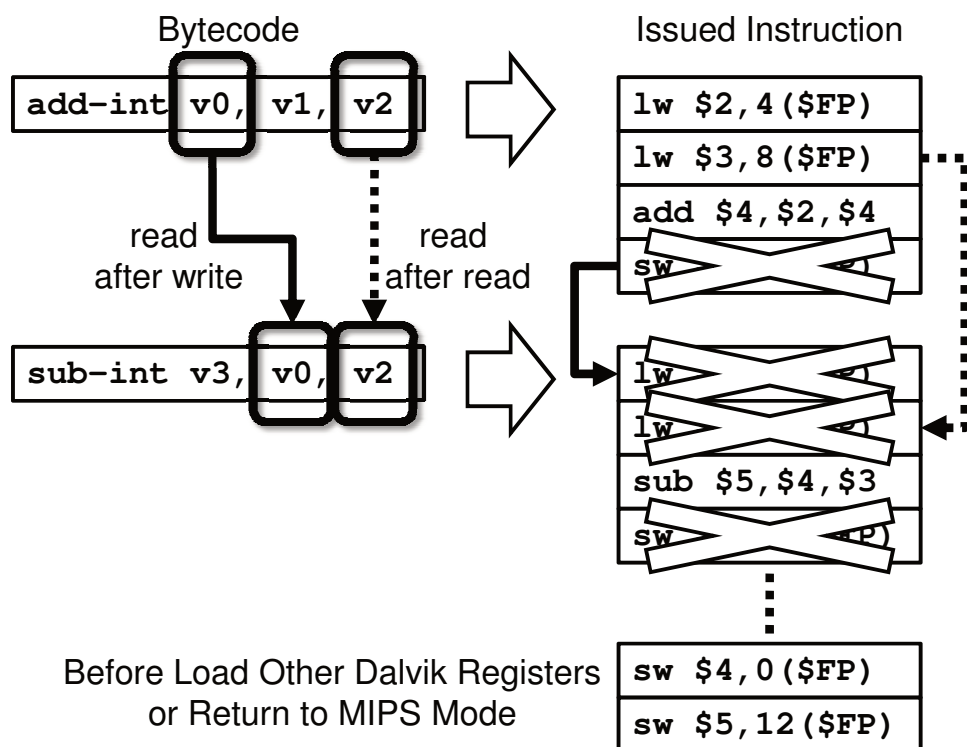 Bytecode
Issued Instruction
add-int v0, v1, v2
lw $2,4($FP)
lw $3,8($FP)
add $4,$2,$4
sw P)
read
after write
read
after read
sub-int v3, v0, v2
lw P)
lw P)
sub $5,$4,$3
sw P)
Before Load Other Dalvik Registers
or Return to MIPS Mode
sw $4,0($FP)
sw $5,12($FP)